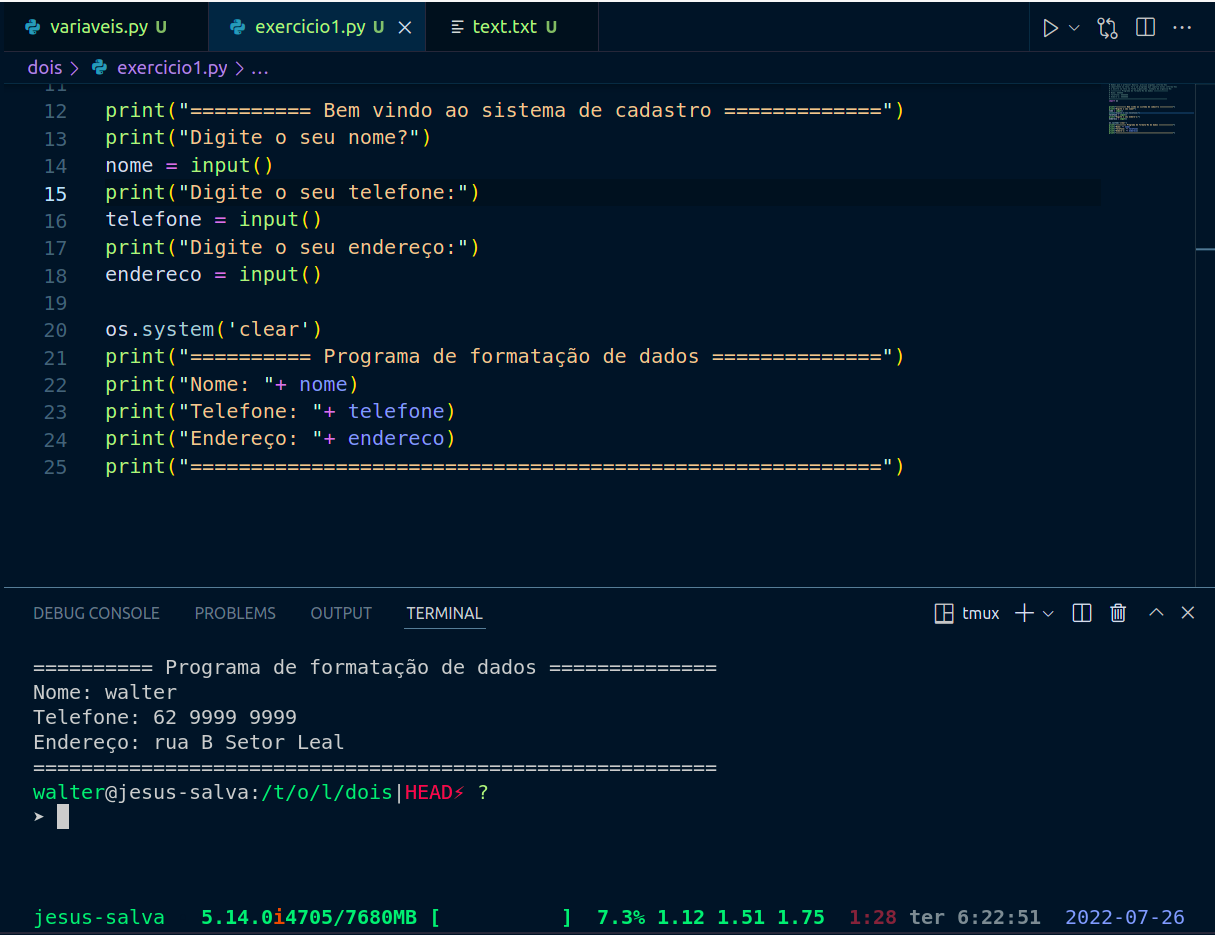 variaveis.py U exercicio1.py U text.txt U
dois > exercicio1.py > ...
11
12 print("========== Bem vindo ao sistema de cadastro =============")
13 print("Digite o seu nome?")
14 nome = input()
15 print("Digite o seu telefone:")
16 telefone = input()
17 print("Digite o seu endereço:")
18 endereco = input()
19
20 os.system('clear')
21 print("========== Programa de formatação de dados ==============")
22 print("Nome: "+ nome)
23 print("Telefone: "+ telefone)
24 print("Endereço: "+ endereco)
25 print("=========================================================")
DEBUG CONSOLE PROBLEMS OUTPUT TERMINAL tmux
========== Programa de formatação de dados ==============
Nome: walter
Telefone: 62 9999 9999
Endereço: rua B Setor Leal
=========================================================
walter@jesus-salva:/t/o/l/dois|HEAD⚡ ?
➤
jesus-salva 5.14.0i4705/7680MB [ ] 7.3% 1.12 1.51 1.75 1:28 ter 6:22:51 2022-07-26